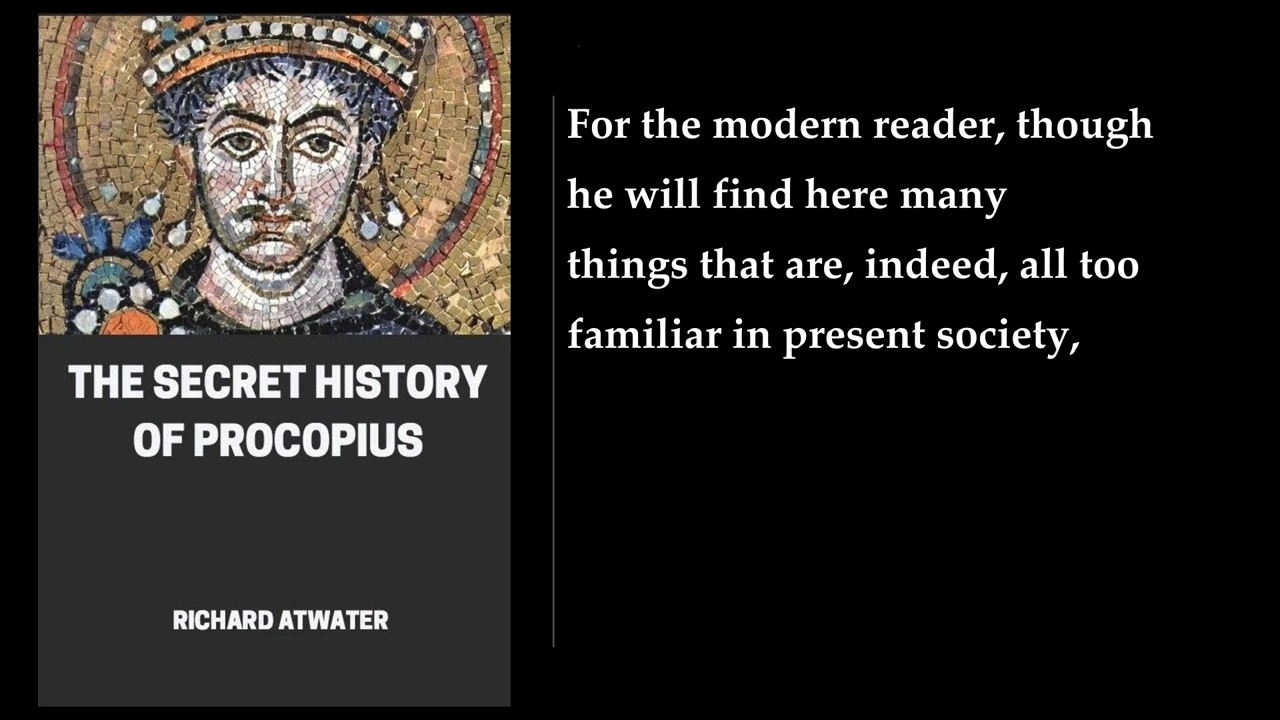 THE SECRET HISTORY
OF PROCOPIUS
RICHARD ATWATER
For the modern reader, though
he will find here many
things that are, indeed, all too
familiar in present society,